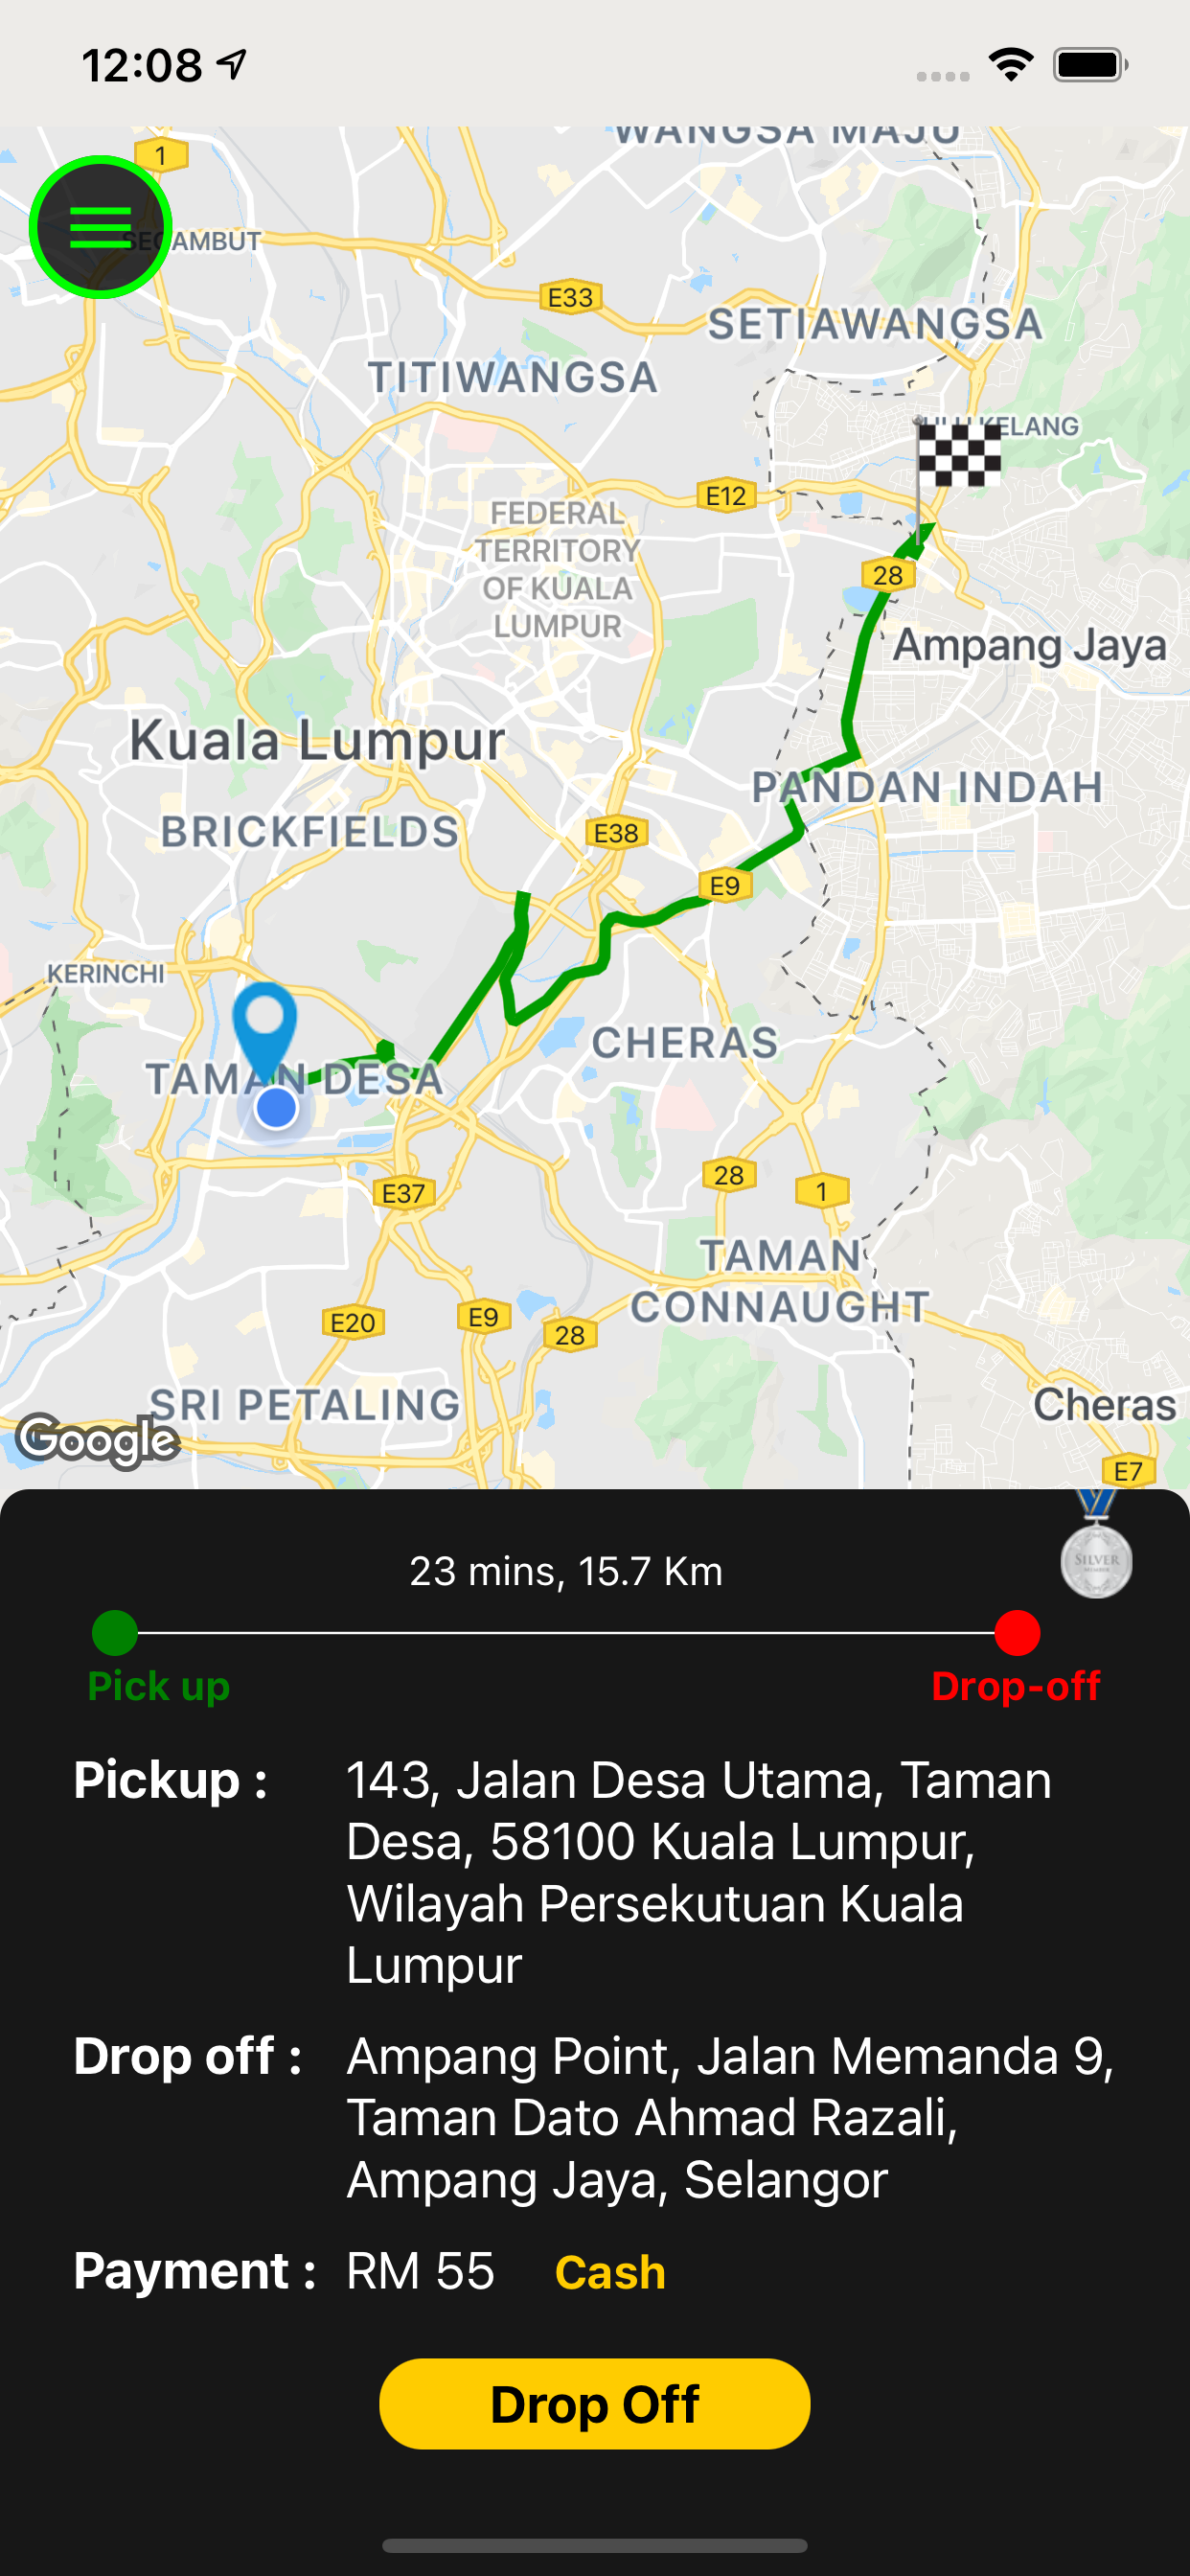 12:08
WANGSA MAJU
1
SEGAMBUT
E33
SETIAWANGSA
TITIWANGSA
ULU KELANG
E12
FEDERAL
TERRITORY
OF KUALA
LUMPUR
28
Ampang Jaya
Kuala Lumpur
PANDAN INDAH
BRICKFIELDS
E38
E9
KERINCHI
CHERAS
TAMAN DESA
28
1
E37
TAMAN
CONNAUGHT
E20
E9
28
SRI PETALING
Cheras
Google
E7
SILVER
23 mins, 15.7 Km
Pick up
Drop-off
Pickup :
143, Jalan Desa Utama, Taman
Desa, 58100 Kuala Lumpur,
Wilayah Persekutuan Kuala
Lumpur
Drop off :
Ampang Point, Jalan Memanda 9,
Taman Dato Ahmad Razali,
Ampang Jaya, Selangor
Payment :
RM 55
Cash
Drop Off